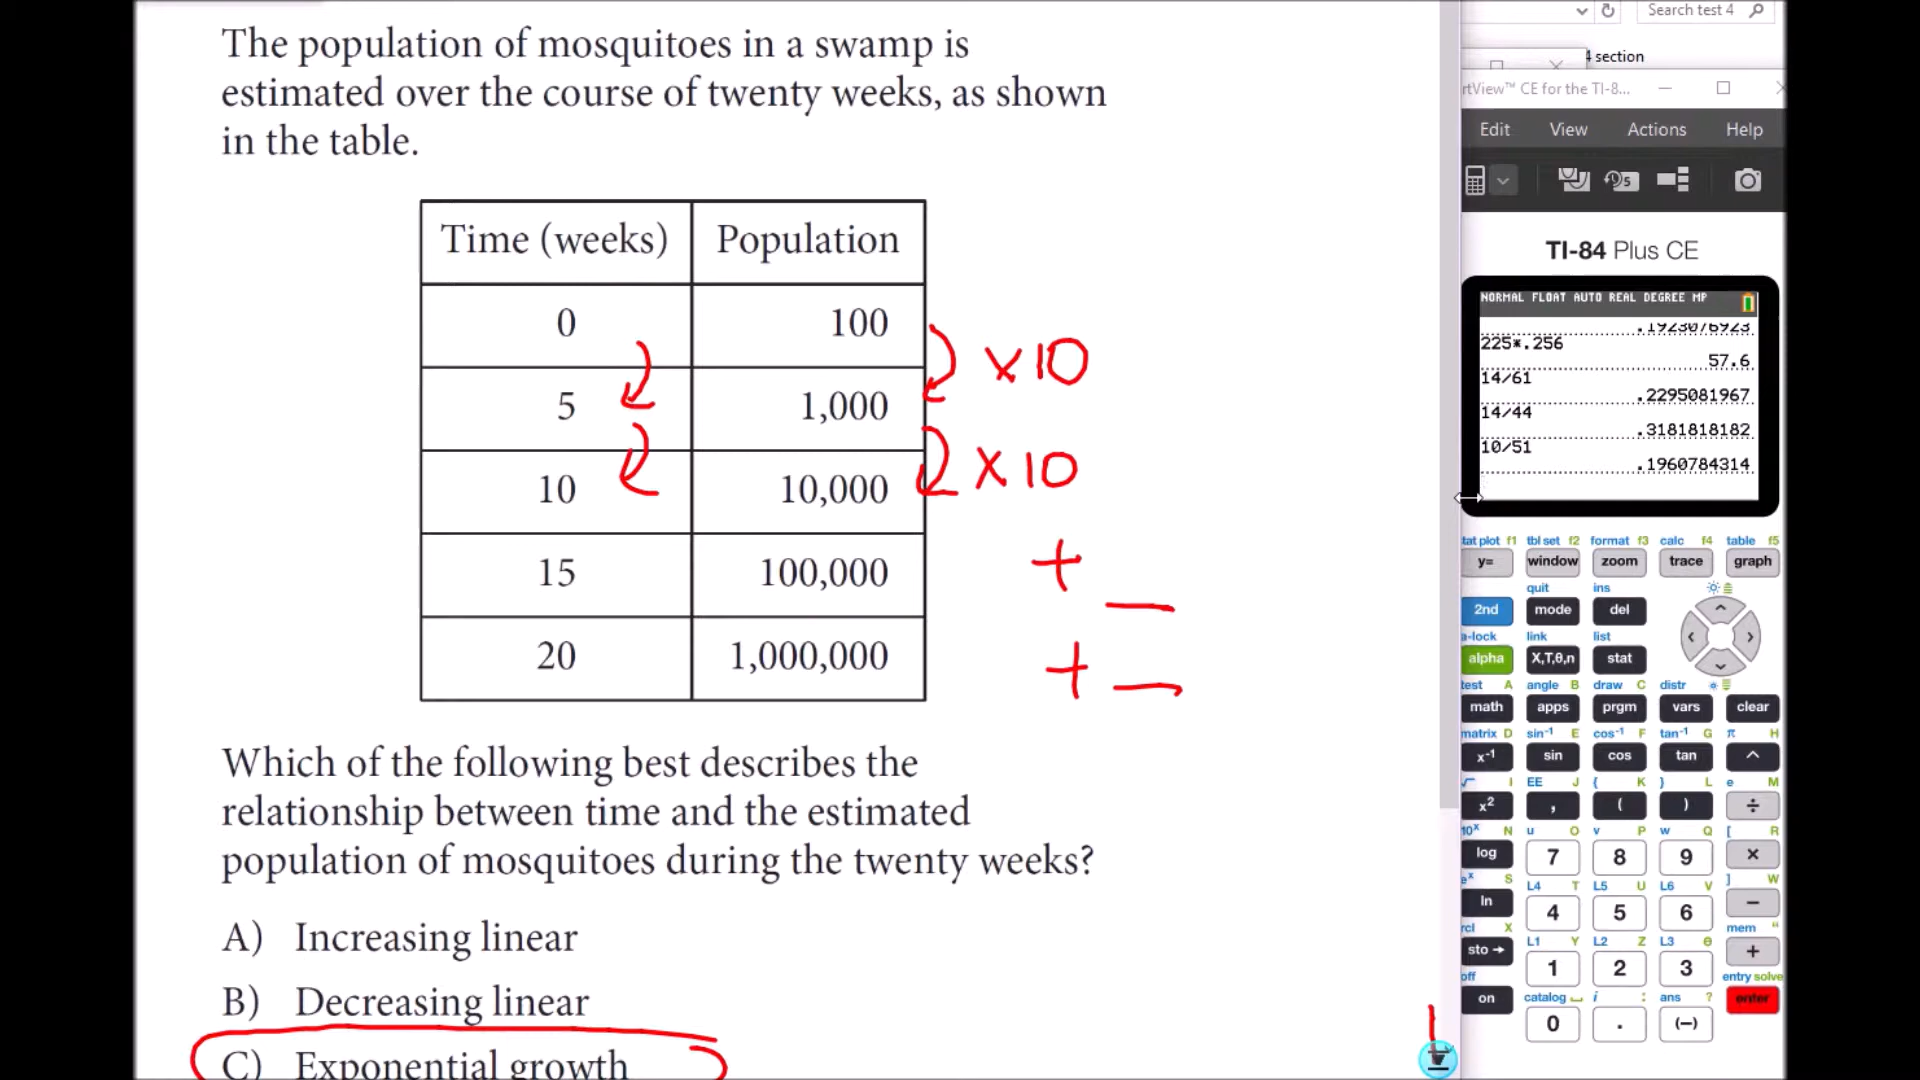 The population of mosquitoes in a swamp is
estimated over the course of twenty weeks, as shown
in the table.
Time (weeks) Population
0 100
5 1,000
10 10,000
15 100,000
20 1,000,000
×10
×10
+
+
Which of the following best describes the
relationship between time and the estimated
population of mosquitoes during the twenty weeks?
A) Increasing linear
B) Decreasing linear
C) Exponential growth
Search test 4
4 section
rtView™ CE for the TI-8...
Edit View Actions Help
TI-84 Plus CE
NORMAL FLOAT AUTO REAL DEGREE MP
.1923076923
225*.256
57.6
14/61
.2295081967
14/44
.3181818182
10/51
.1960784314
stat plot f1 tbl set f2 format f3 calc f4 table f5
y= window zoom trace graph
quit ins
2nd mode del
a-lock link list
alpha X,T,θ,n stat
test A angle B draw C distr
math apps prgm vars clear
matrix D sin⁻¹ E cos⁻¹ F tan⁻¹ G π H
x⁻¹ sin cos tan ^
√ I EE J { K } L e M
x² , ( ) ÷
10ˣ N u O v P w Q [ R
log 7 8 9 ×
eˣ S L4 T L5 U L6 V ] W
ln 4 5 6 −
rcl X L1 Y L2 Z L3 θ mem "
sto→ 1 2 3 +
off catalog i : ans ? entry solve
on 0 . (−) enter